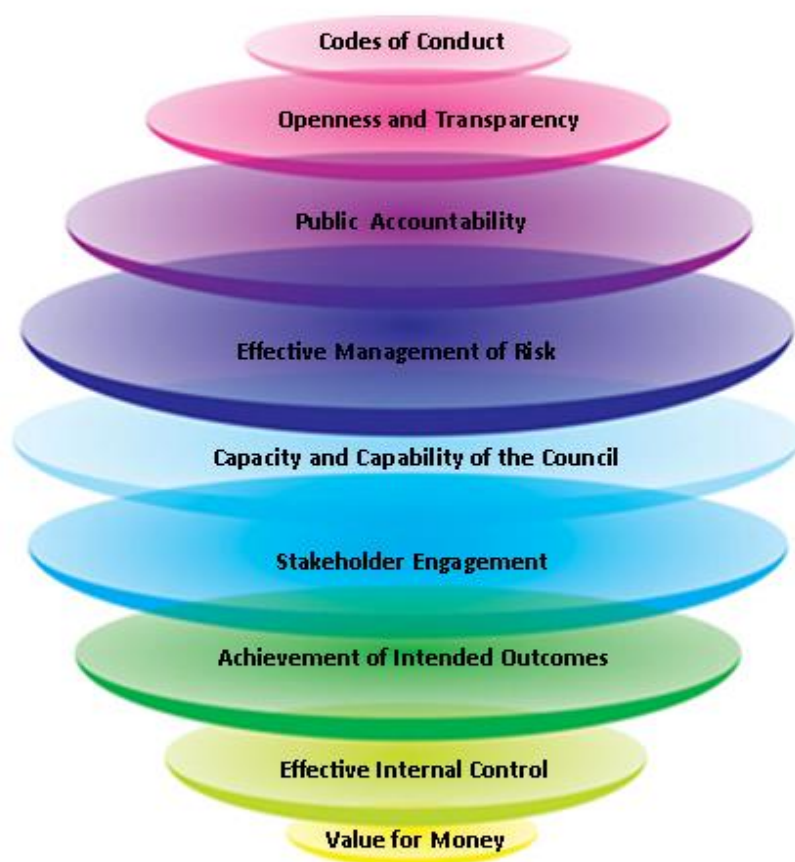 Codes of Conduct
Openness and Transparency
Public Accountability
Effective Management of Risk
Capacity and Capability of the Council
Stakeholder Engagement
Achievement of Intended Outcomes
Effective Internal Control
Value for Money